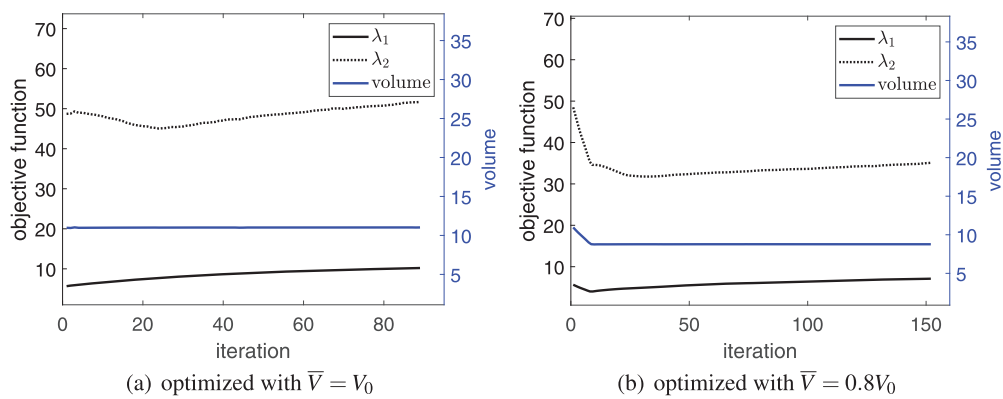 70
60
50
40
30
20
10
objective function
0
20
40
60
80
iteration
35
30
25
20
15
10
5
volume
λ₁
λ₂
volume
(a) optimized with V̅ = V₀
70
60
50
40
30
20
10
objective function
0
50
100
150
iteration
35
30
25
20
15
10
5
volume
λ₁
λ₂
volume
(b) optimized with V̅ = 0.8V₀